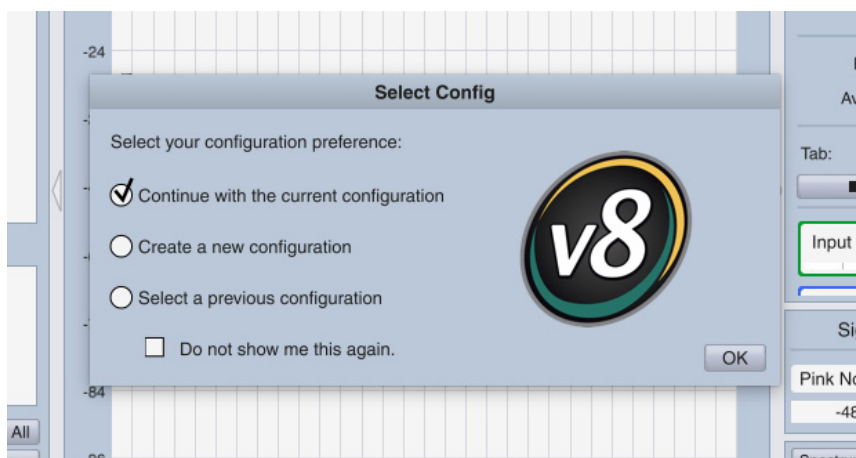 -24
Select Config
Select your configuration preference:
Continue with the current configuration
Create a new configuration
Select a previous configuration
Do not show me this again.
OK
v8
-84
All
Tab:
Input
Pink No
-48